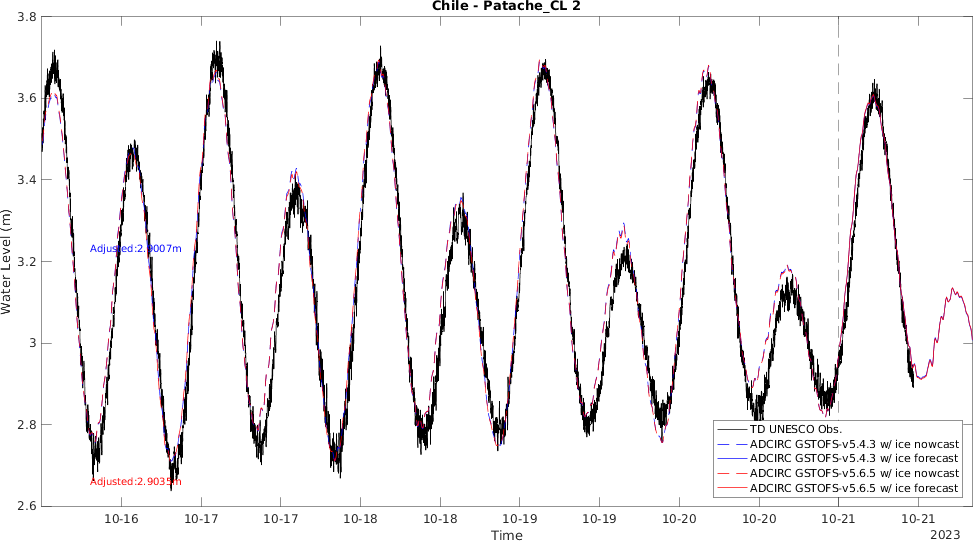 Chile - Patache_CL 2
3.8
3.6
3.4
3.2
3
2.8
2.6
Water Level (m)
Adjusted:2.9007m
Adjusted:2.9035m
TD UNESCO Obs.
ADCIRC GSTOFS-v5.4.3 w/ ice nowcast
ADCIRC GSTOFS-v5.4.3 w/ ice forecast
ADCIRC GSTOFS-v5.6.5 w/ ice nowcast
ADCIRC GSTOFS-v5.6.5 w/ ice forecast
10-16 10-17 10-17 10-18 10-18 10-19 10-19 10-20 10-20 10-21 10-21
Time
2023